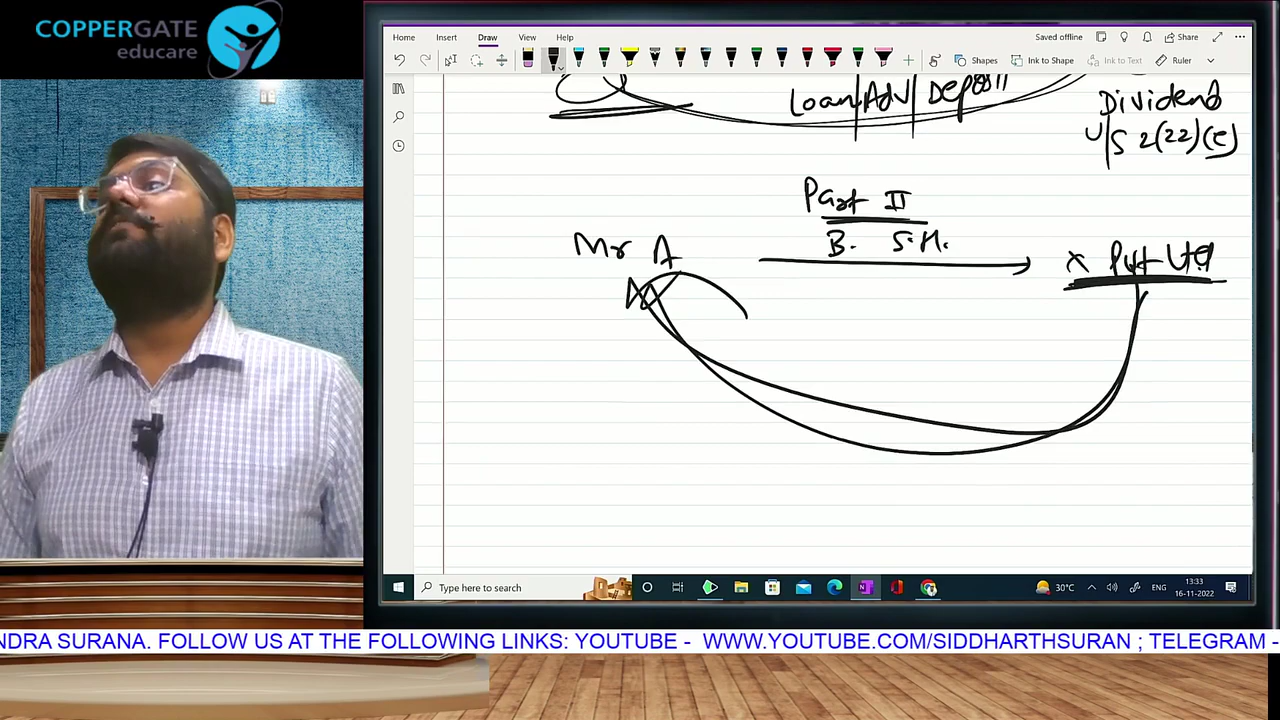 COPPERGATE
educare
Home Insert Draw View Help
Saved offline
Share
Shapes
Ink to Shape
Ink to Text
Ruler
Loan/Adv/Deposit
Dividend
U/S 2(22)(e)
Part II
B. S.H.
Mr A
X Pvt Ltd
Type here to search
30°C
ENG
13:33
16-11-2022
NDRA SURANA. FOLLOW US AT THE FOLLOWING LINKS: YOUTUBE - WWW.YOUTUBE.COM/SIDDHARTHSURAN ; TELEGRAM -